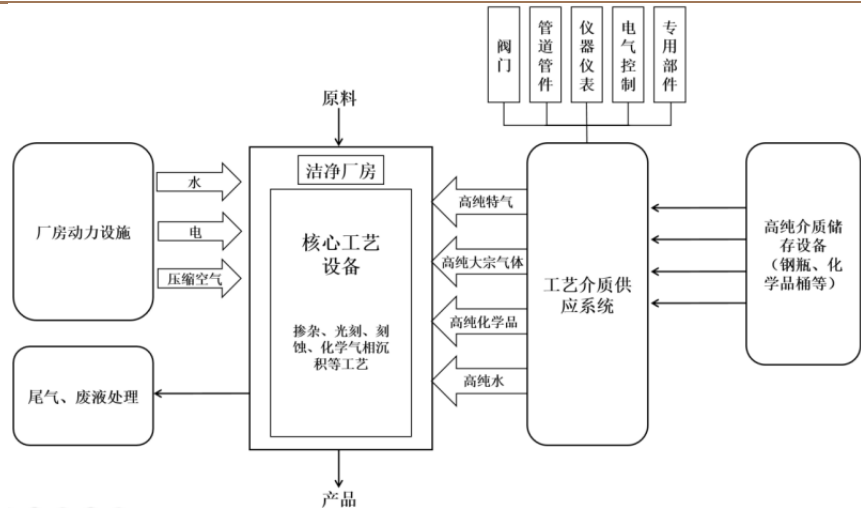 阀门
管道管件
仪器仪表
电气控制
专用部件
原料
洁净厂房
厂房动力设施
水
电
压缩空气
核心工艺
设备
掺杂、光刻、刻
蚀、化学气相沉
积等工艺
高纯特气
高纯大宗气体
高纯化学品
高纯水
工艺介质供
应系统
高纯介质储
存设备
（钢瓶、化
学品桶等）
尾气、废液处理
产品